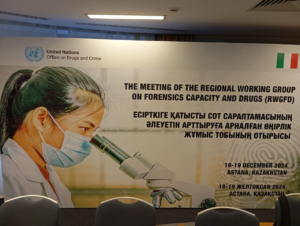 United Nations
Office on Drugs and Crime
THE MEETING OF THE REGIONAL WORKING GROUP
ON FORENSICS CAPACITY AND DRUGS (RWGFD)
ЕСІРТКІГЕ ҚАТЫСТЫ СОТ САРАПТАМАСЫНЫҢ
ӘЛЕУЕТІН АРТТЫРУҒА АРНАЛҒАН ӨҢІРЛІК
ЖҰМЫС ТОБЫНЫҢ ОТЫРЫСЫ
18-19 DECEMBER 2024
ASTANA, KAZAKHSTAN
18-19 ЖЕЛТОҚСАН 2024
АСТАНА, ҚАЗАҚСТАН